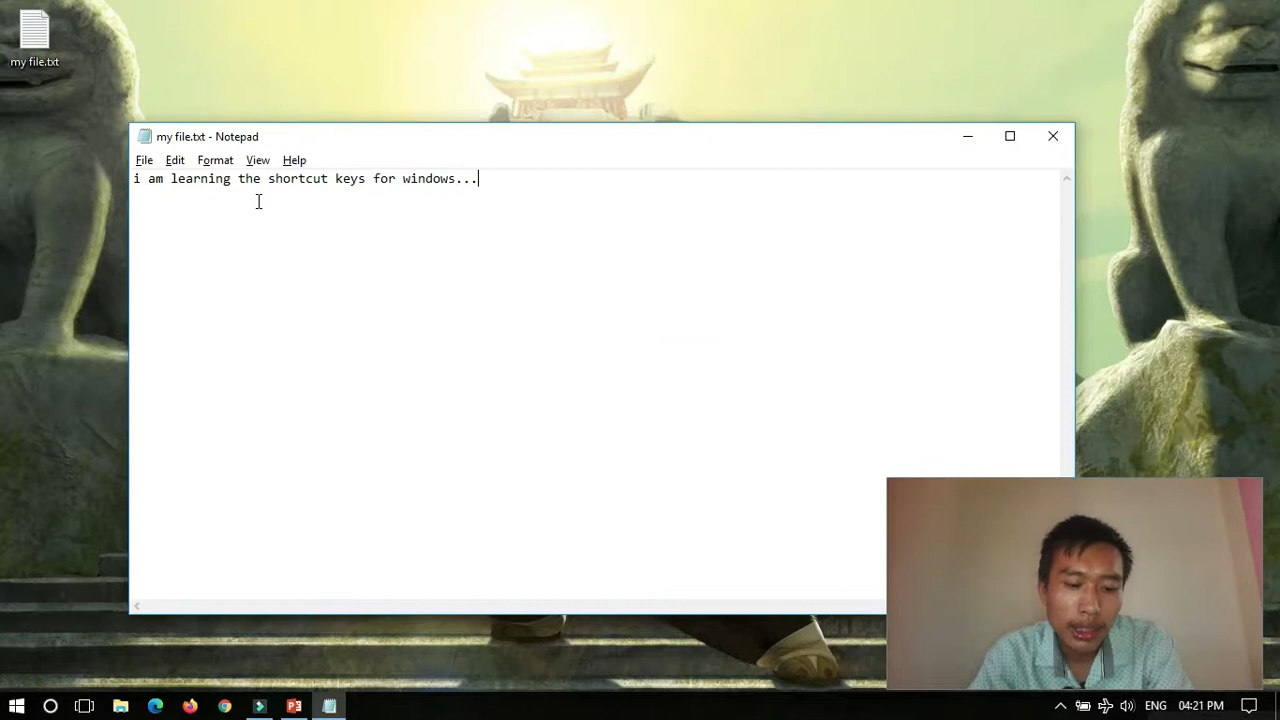 my file.txt
my file.txt - Notepad
File Edit Format View Help
i am learning the shortcut keys for windows...
ENG 04:21 PM